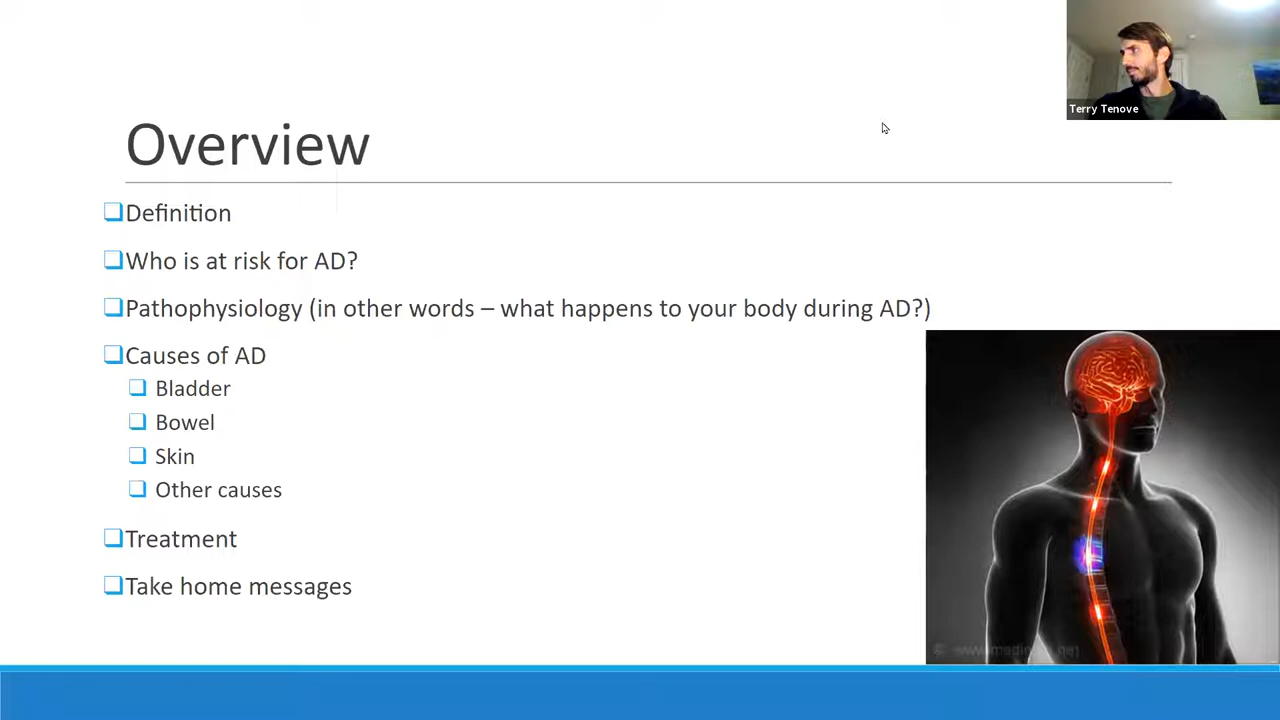 Terry Tenove
Overview
Definition
Who is at risk for AD?
Pathophysiology (in other words – what happens to your body during AD?)
Causes of AD
Bladder
Bowel
Skin
Other causes
Treatment
Take home messages